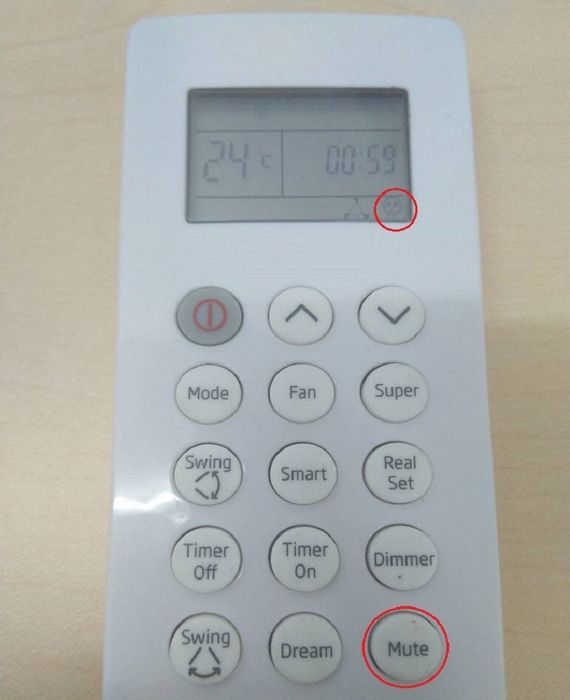 24 c
00:59
Mode
Fan
Super
Swing
Smart
Real
Set
Timer
Off
Timer
On
Dimmer
Swing
Dream
Mute